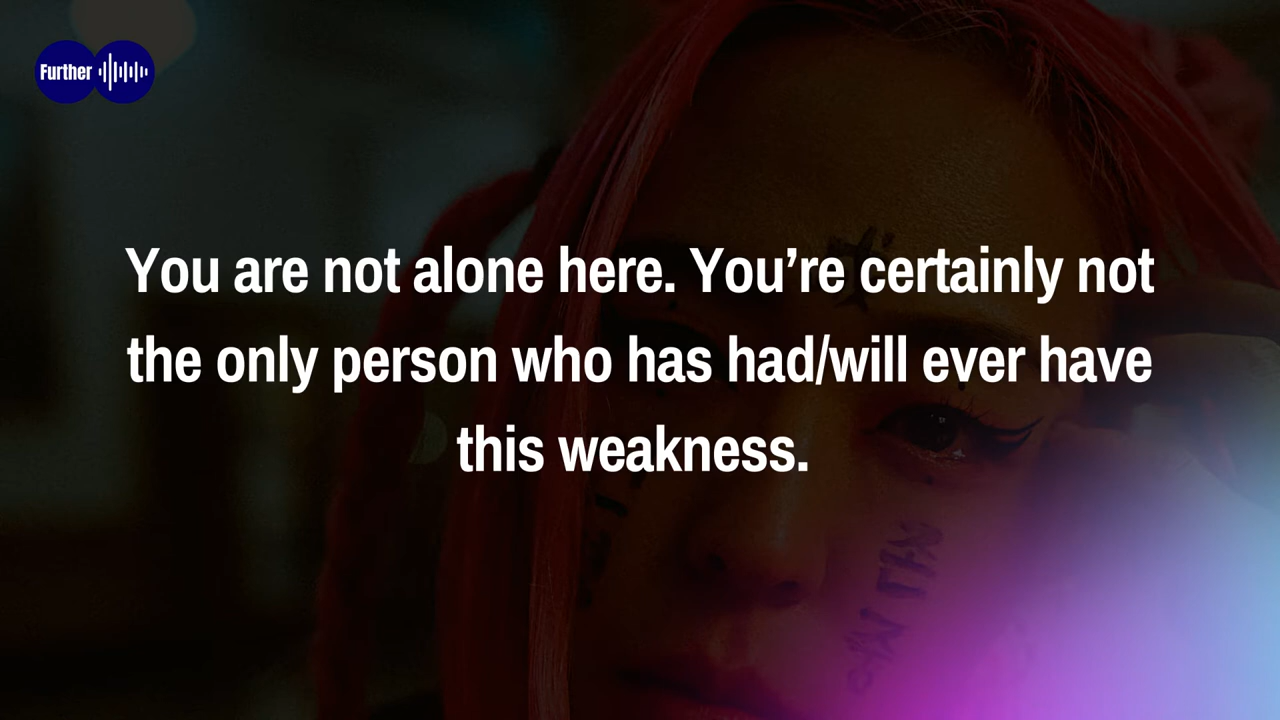 Further
You are not alone here. You’re certainly not
the only person who has had/will ever have
this weakness.